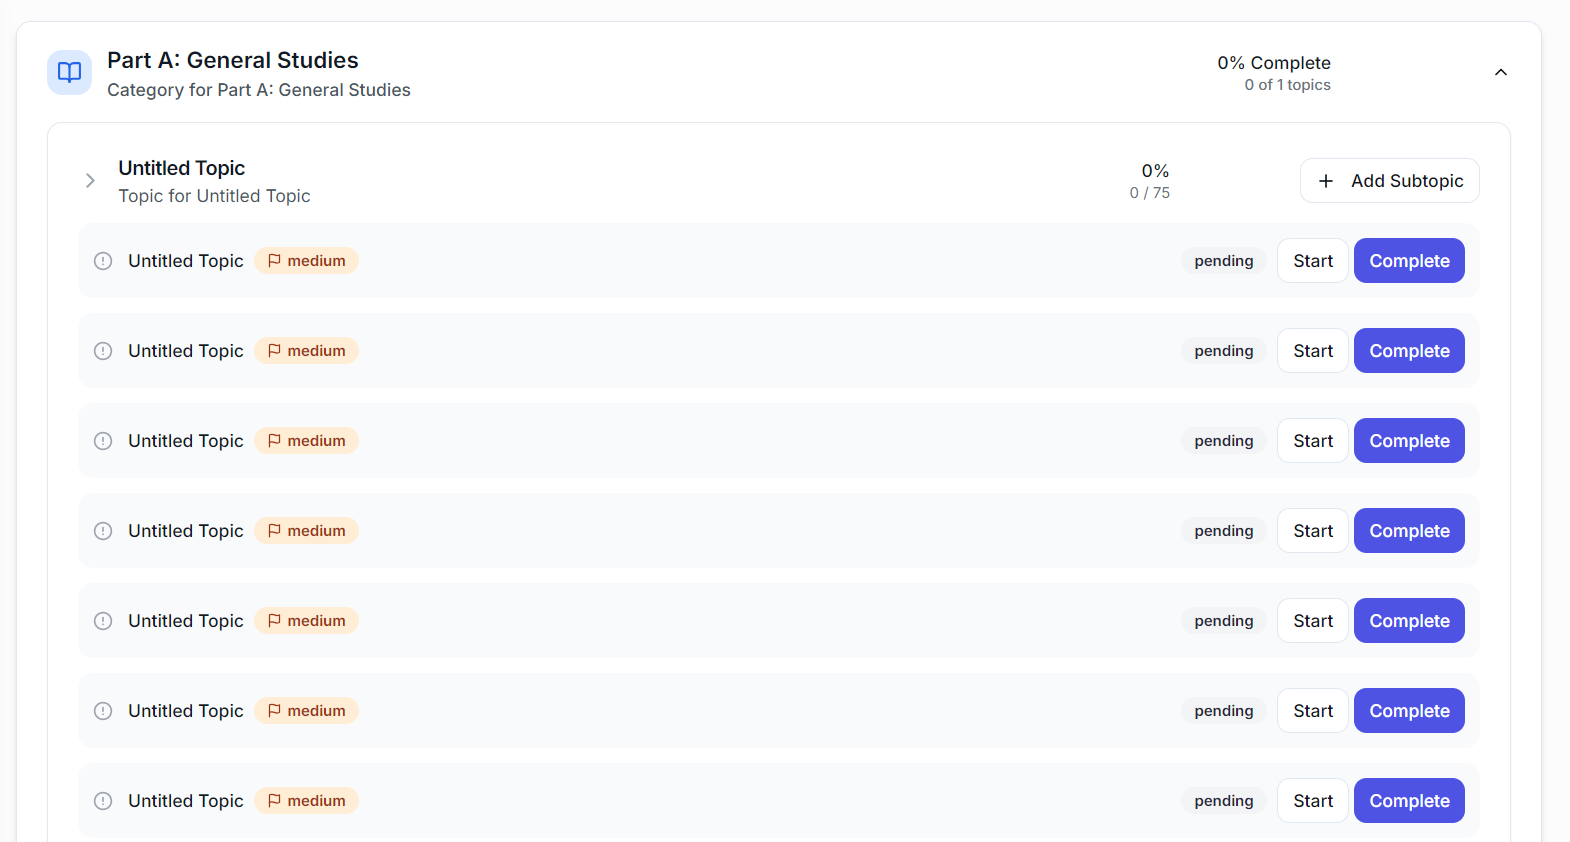 Part A: General Studies
Category for Part A: General Studies
0% Complete
0 of 1 topics
Untitled Topic
Topic for Untitled Topic
0%
0 / 75
+ Add Subtopic
Untitled Topic medium pending Start Complete
Untitled Topic medium pending Start Complete
Untitled Topic medium pending Start Complete
Untitled Topic medium pending Start Complete
Untitled Topic medium pending Start Complete
Untitled Topic medium pending Start Complete
Untitled Topic medium pending Start Complete